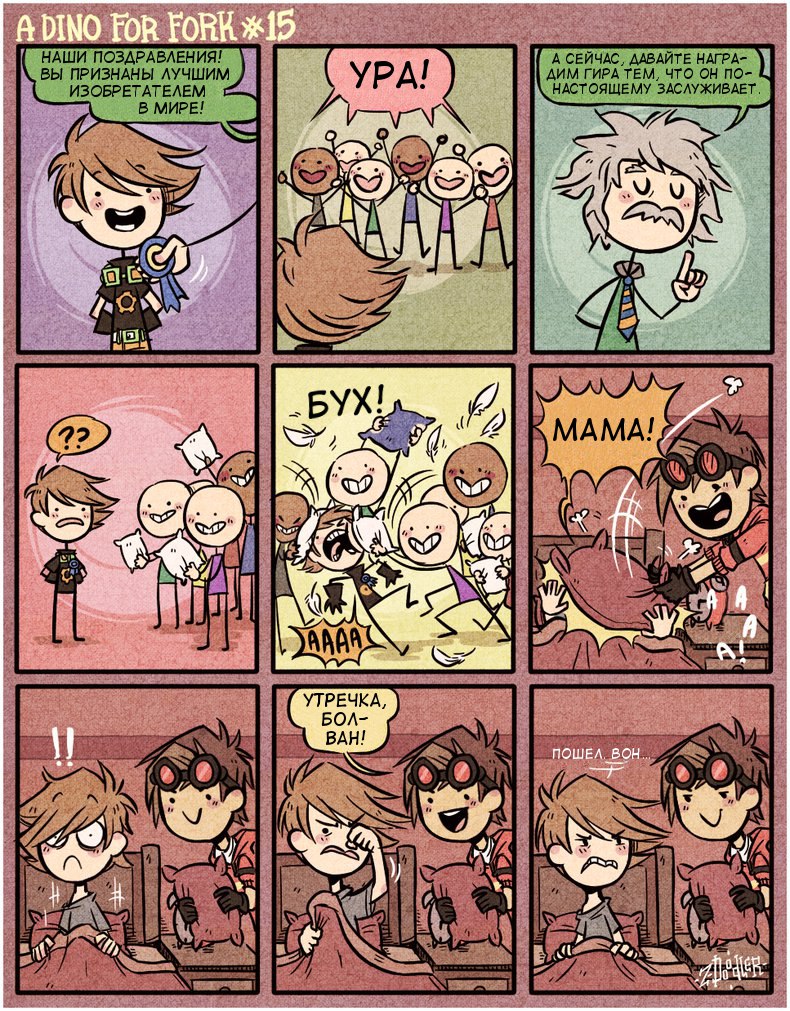 A DINO FOR FORK #15
НАШИ ПОЗДРАВЛЕНИЯ!
ВЫ ПРИЗНАНЫ ЛУЧШИМ
ИЗОБРЕТАТЕЛЕМ
В МИРЕ!
УРА!
А СЕЙЧАС, ДАВАЙТЕ НАГРА-
ДИМ ГИРА ТЕМ, ЧТО ОН ПО-
НАСТОЯЩЕМУ ЗАСЛУЖИВАЕТ.
??
БУХ!
АААА
МАМА!
А А
А
А!
!!
УТРЕЧКА,
БОЛ-
ВАН!
ПОШЕЛ. ВОН...
Z-DOODLER